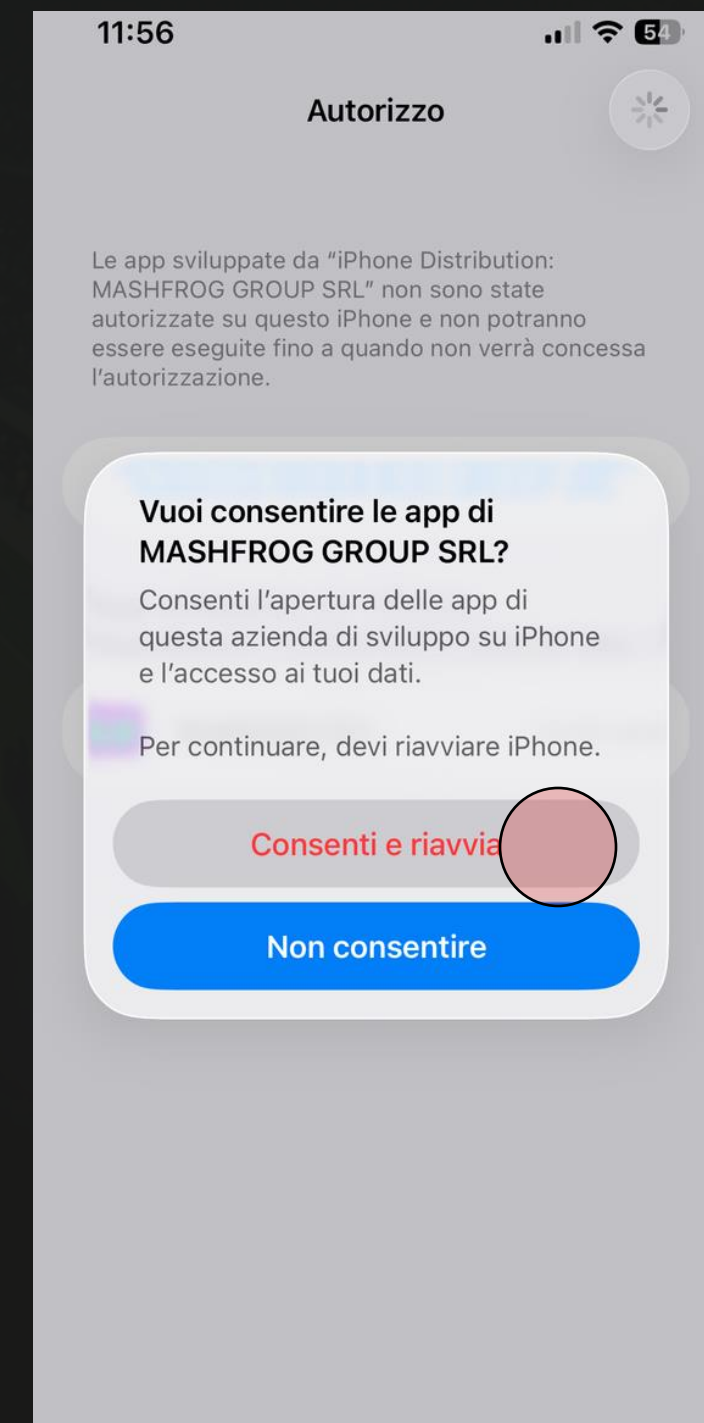 11:56
54
Autorizzo
Le app sviluppate da “iPhone Distribution:
MASHFROG GROUP SRL” non sono state
autorizzate su questo iPhone e non potranno
essere eseguite fino a quando non verrà concessa
l’autorizzazione.
Vuoi consentire le app di
MASHFROG GROUP SRL?
Consenti l’apertura delle app di
questa azienda di sviluppo su iPhone
e l’accesso ai tuoi dati.
Per continuare, devi riavviare iPhone.
Consenti e riavvia
Non consentire